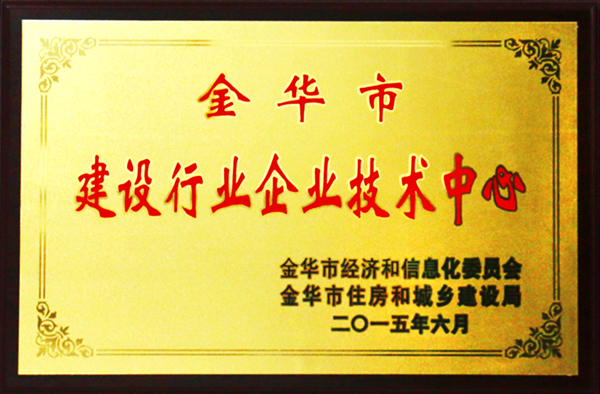 金华市
建设行业企业技术中心
金华市经济和信息化委员会
金华市住房和城乡建设局
二〇一五年六月